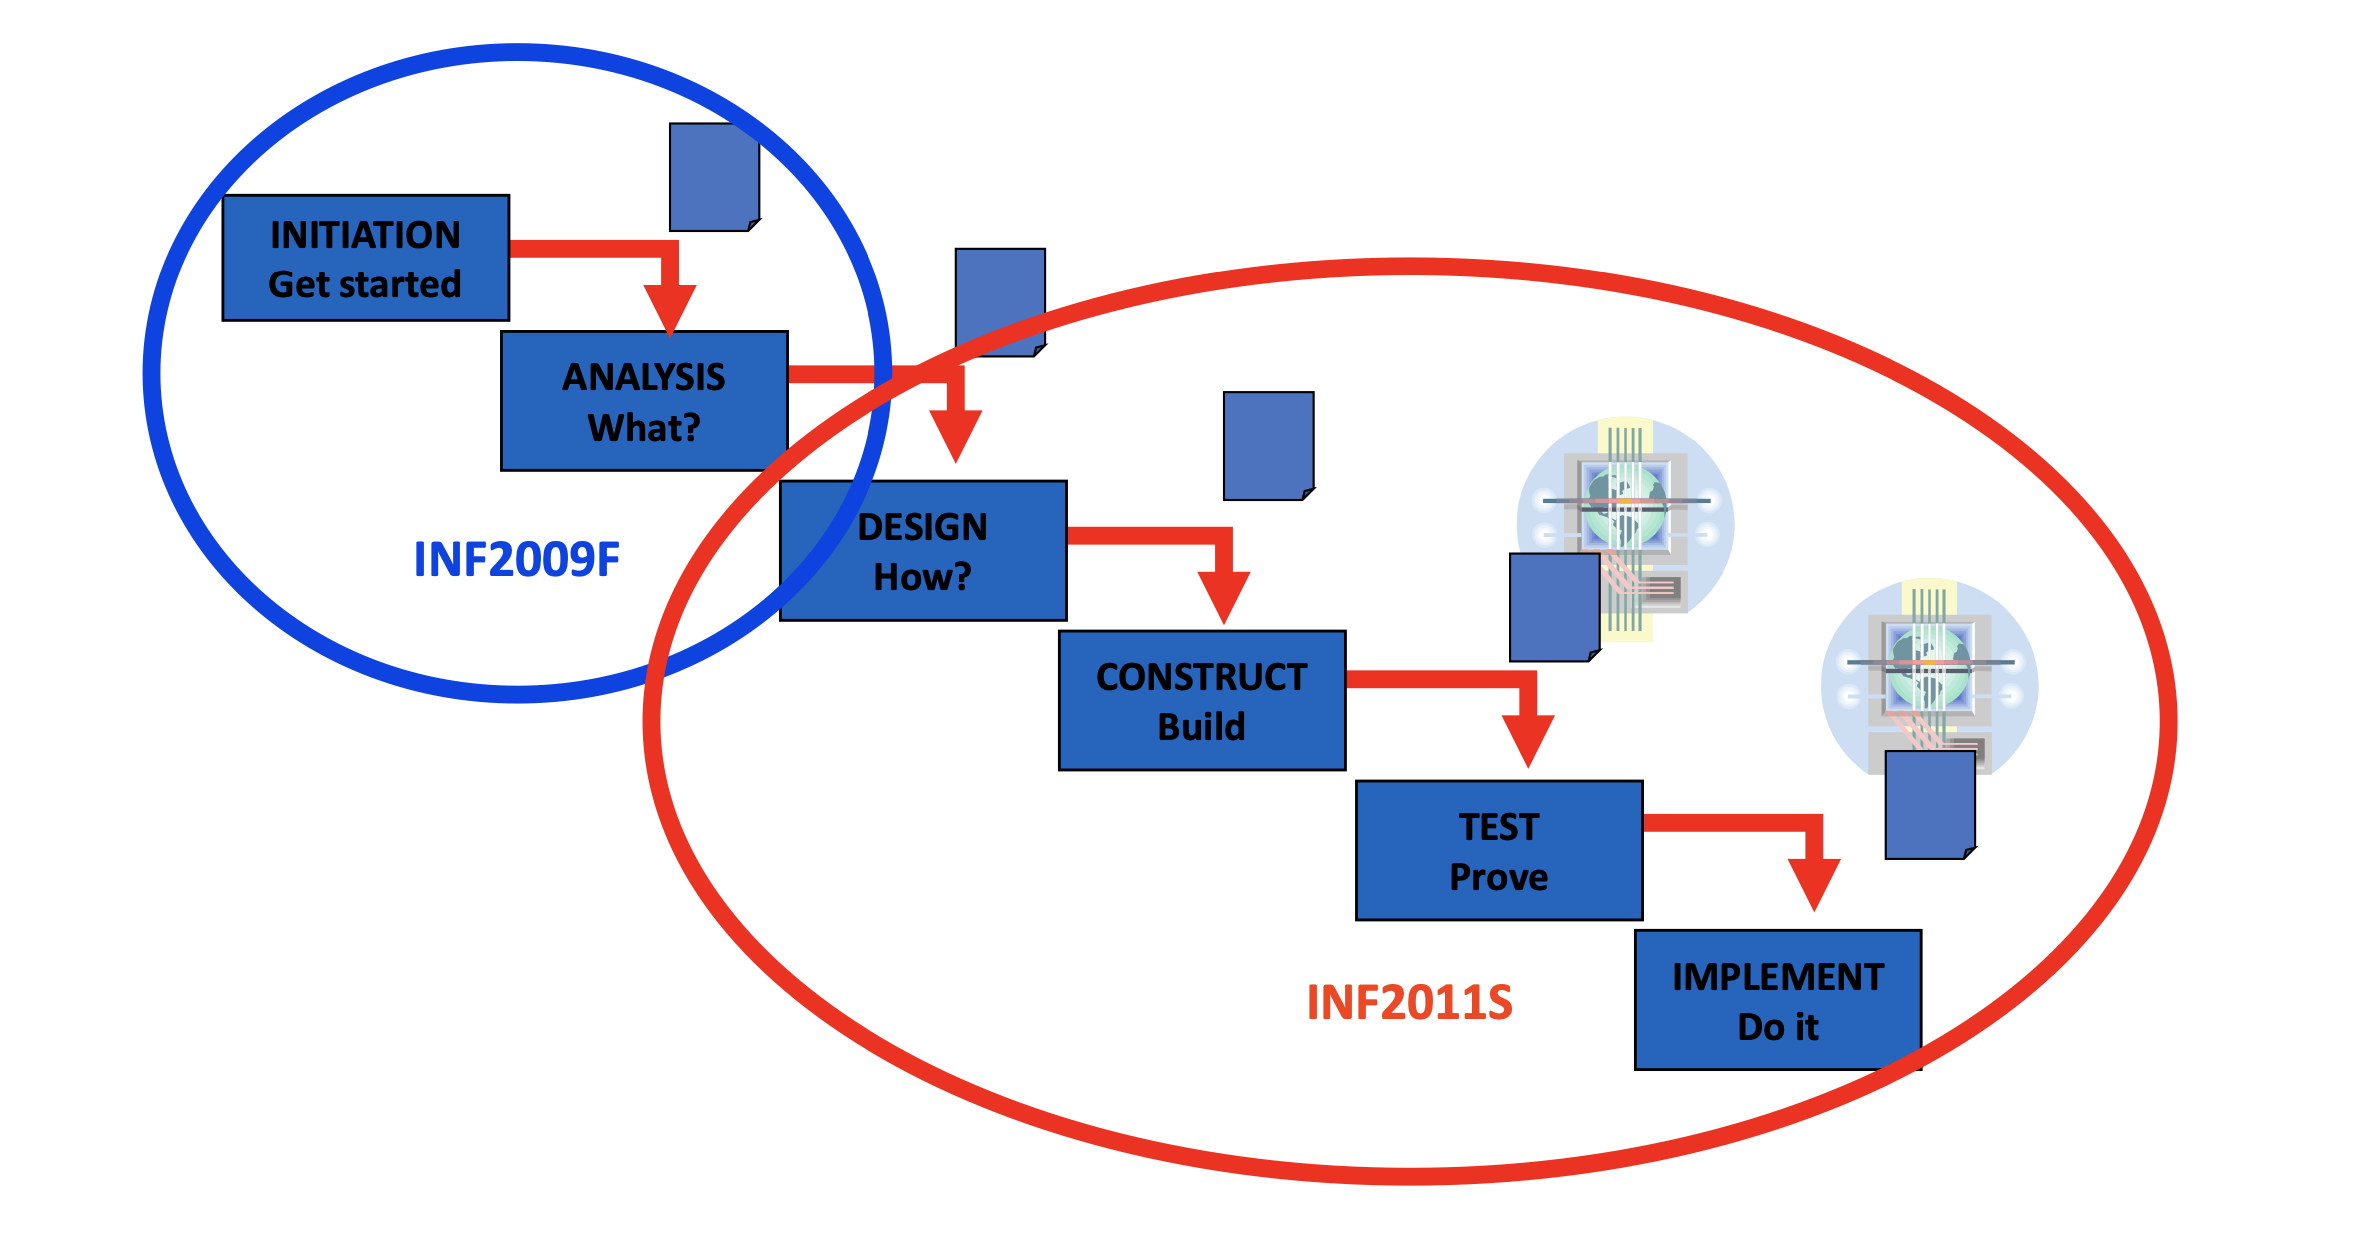 INITIATION
Get started
ANALYSIS
What?
INF2009F
DESIGN
How?
CONSTRUCT
Build
TEST
Prove
INF2011S
IMPLEMENT
Do it